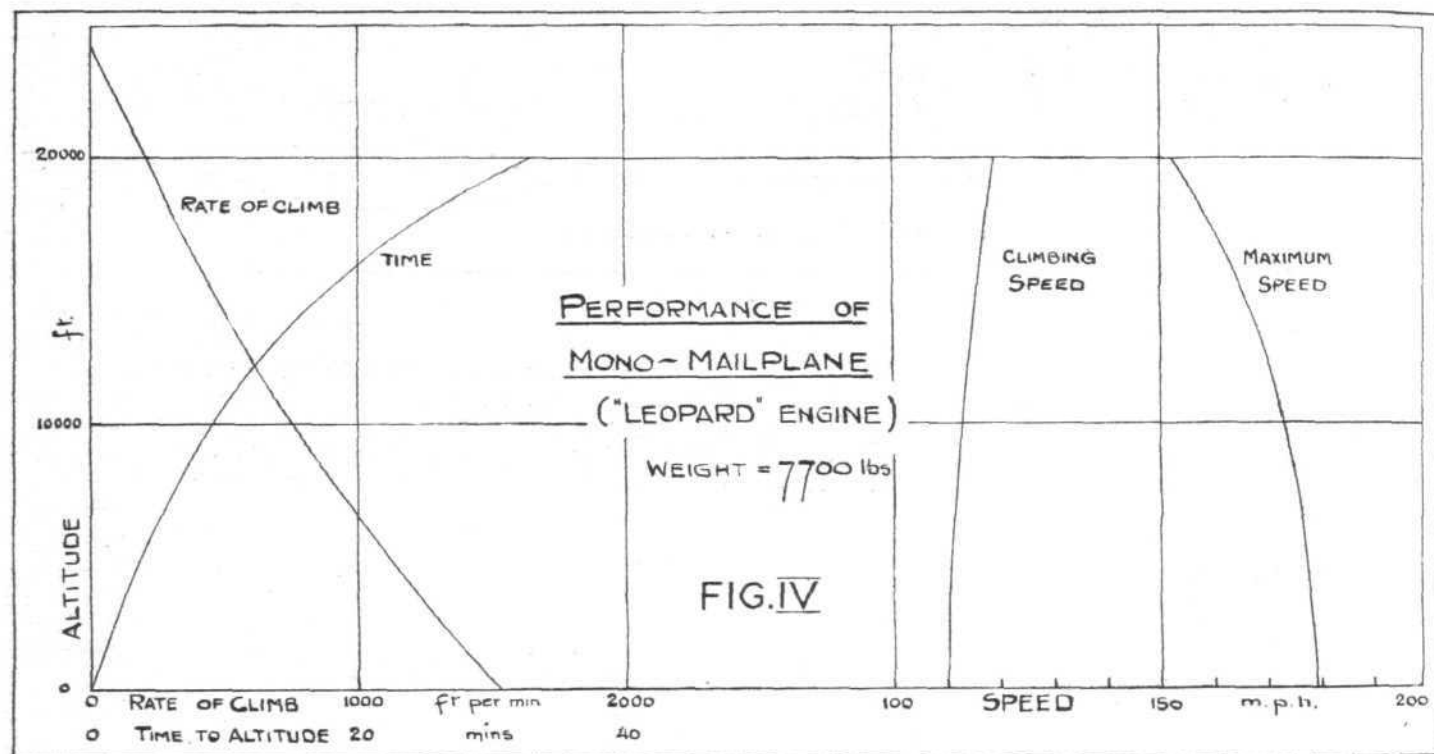 20000
RATE OF CLIMB
TIME
CLIMBING
SPEED
MAXIMUM
SPEED
PERFORMANCE OF
MONO-MAILPLANE
("LEOPARD" ENGINE)
WEIGHT = 7700 lbs
FIG. IV
ft.
10000
ALTITUDE
0
0 RATE OF CLIMB 1000 ft per min 2000 100 SPEED 150 m.p.h. 200
0 TIME TO ALTITUDE 20 mins 40